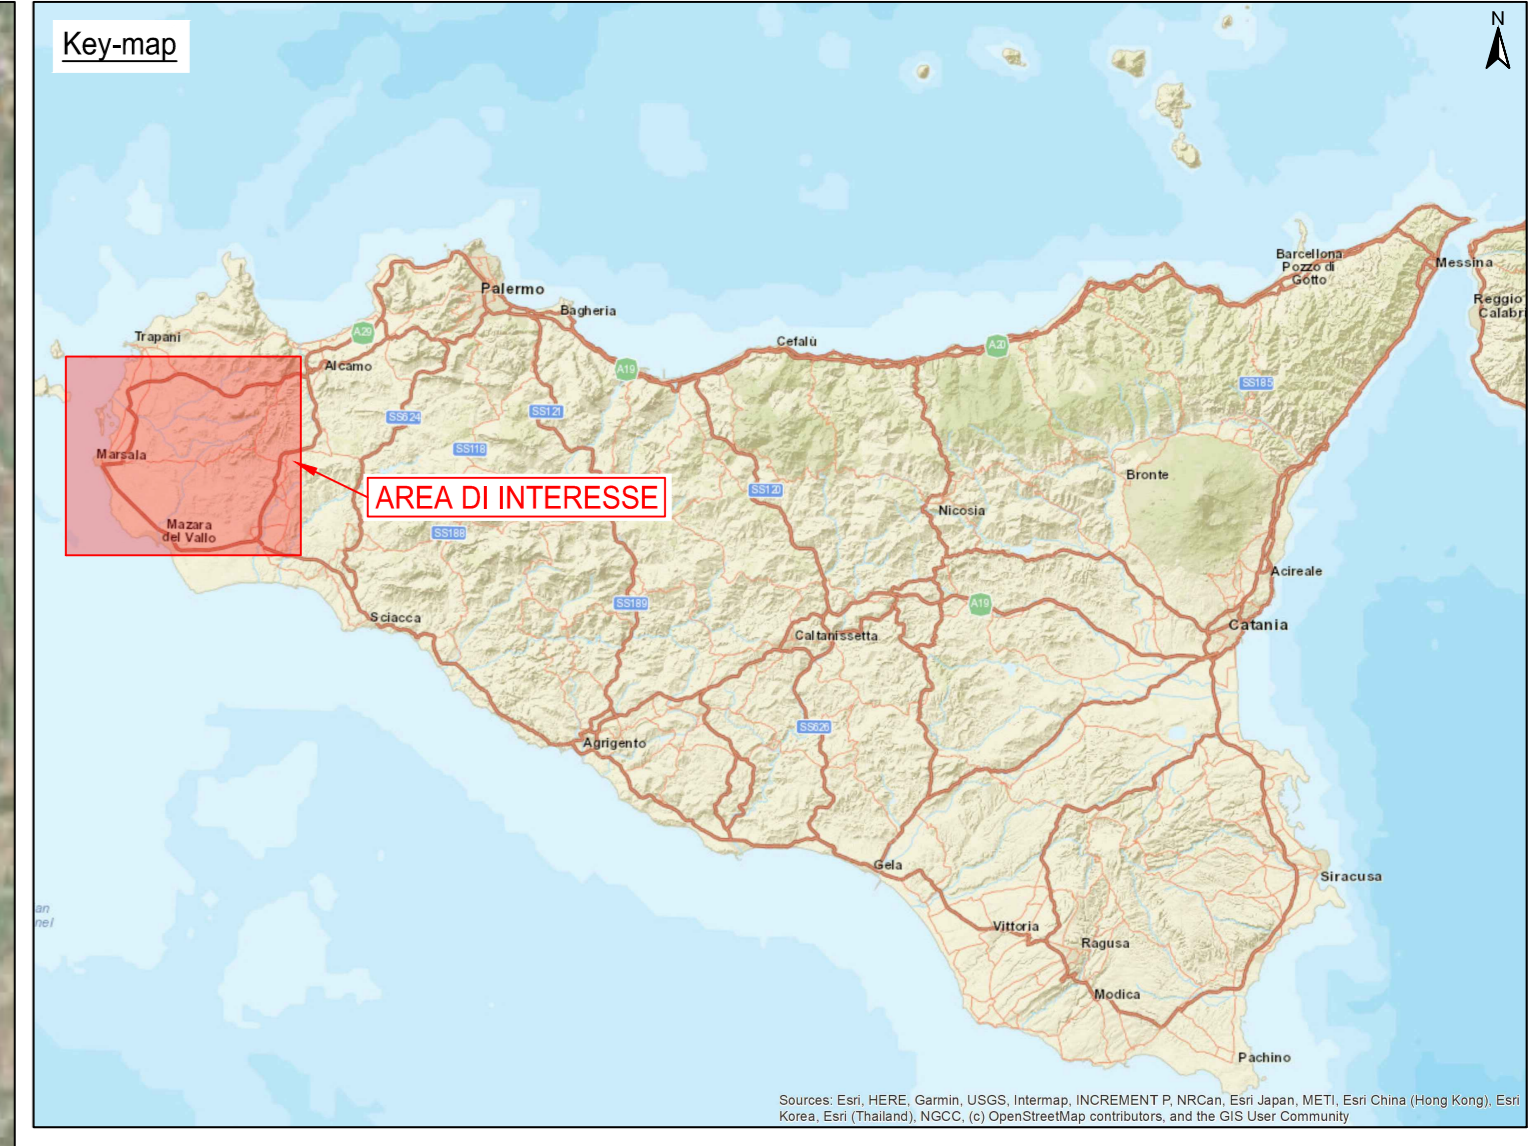 Key-map
N
Palermo
Bagheria
Trapani
A29
Alcamo
Cefalù
A19
A20
Barcellona
Pozzo di
Gotto
Messina
Reggio
Calabri
SS185
SS624
SS121
SS118
Marsala
AREA DI INTERESSE
SS120
Bronte
Nicosia
Mazara
del Vallo
SS188
Acireale
Sciacca
SS189
A19
Catania
Caltanissetta
Agrigento
SS626
Gela
Siracusa
an
nel
Vittoria
Ragusa
Modica
Pachino
Sources: Esri, HERE, Garmin, USGS, Intermap, INCREMENT P, NRCan, Esri Japan, METI, Esri China (Hong Kong), Esri
Korea, Esri (Thailand), NGCC, (c) OpenStreetMap contributors, and the GIS User Community